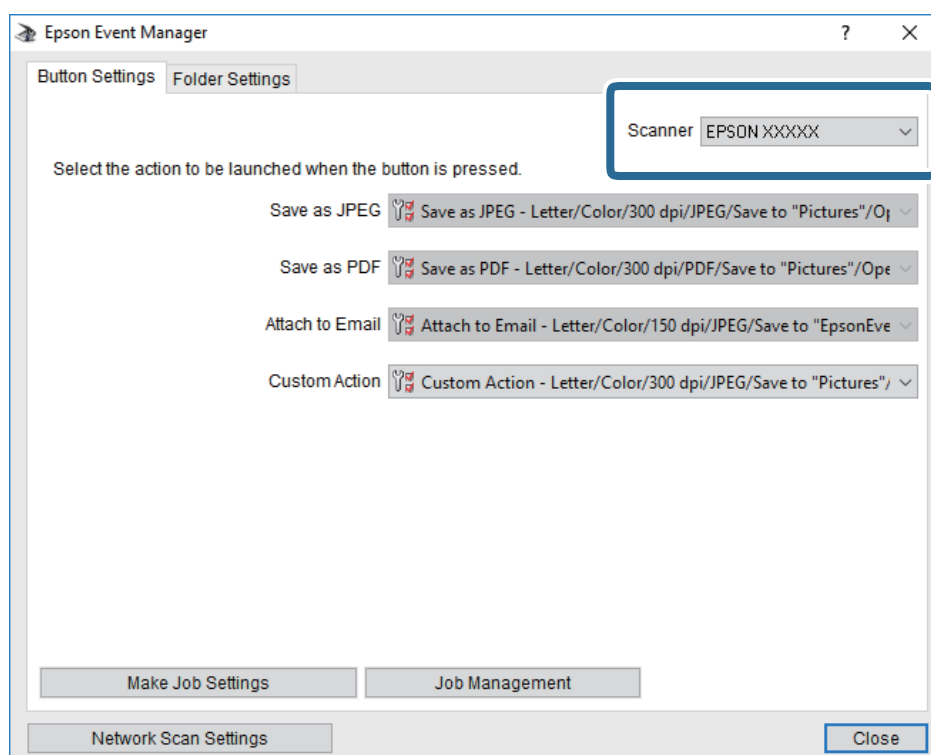 Epson Event Manager
Button Settings Folder Settings
Scanner EPSON XXXXX
Select the action to be launched when the button is pressed.
Save as JPEG Save as JPEG - Letter/Color/300 dpi/JPEG/Save to "Pictures"/Op
Save as PDF Save as PDF - Letter/Color/300 dpi/PDF/Save to "Pictures"/Ope
Attach to Email Attach to Email - Letter/Color/150 dpi/JPEG/Save to "EpsonEve
Custom Action Custom Action - Letter/Color/300 dpi/JPEG/Save to "Pictures"/
Make Job Settings Job Management
Network Scan Settings Close